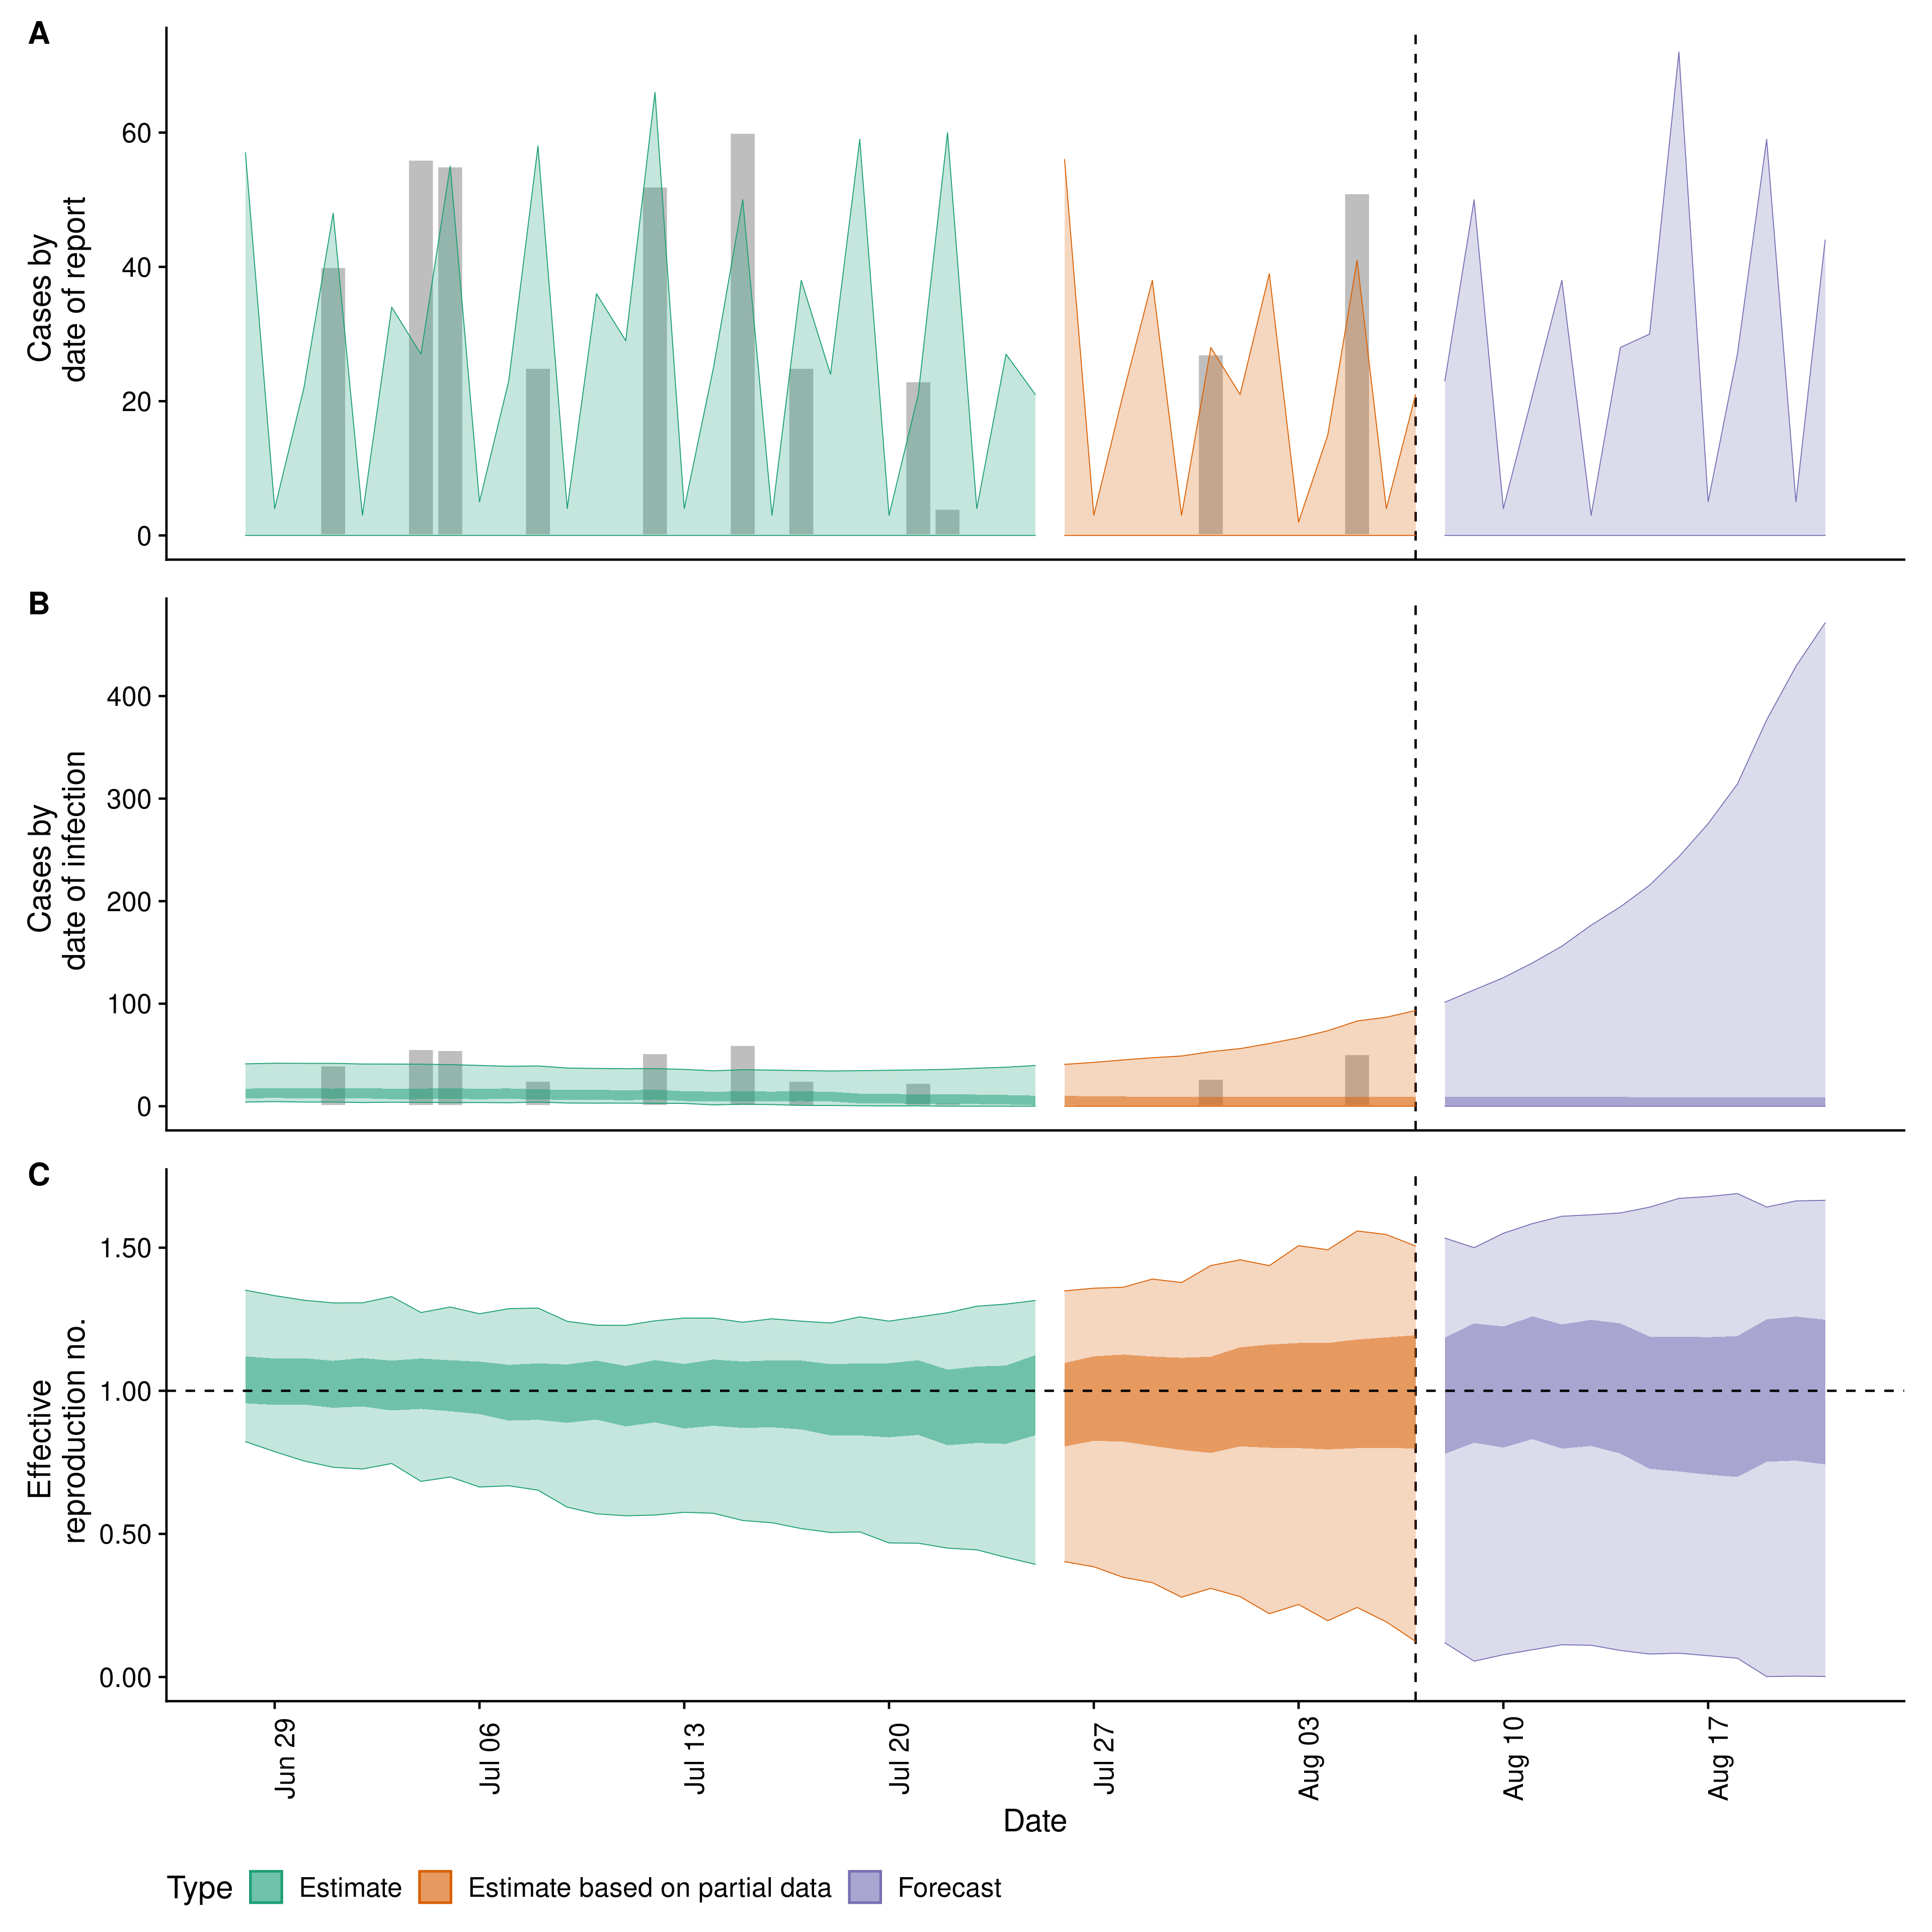 A
Cases by
date of report
60
40
20
0
B
Cases by
date of infection
400
300
200
100
0
C
Effective
reproduction no.
1.50
1.00
0.50
0.00
Jun 29
Jul 06
Jul 13
Jul 20
Jul 27
Aug 03
Aug 10
Aug 17
Date
Type Estimate Estimate based on partial data Forecast